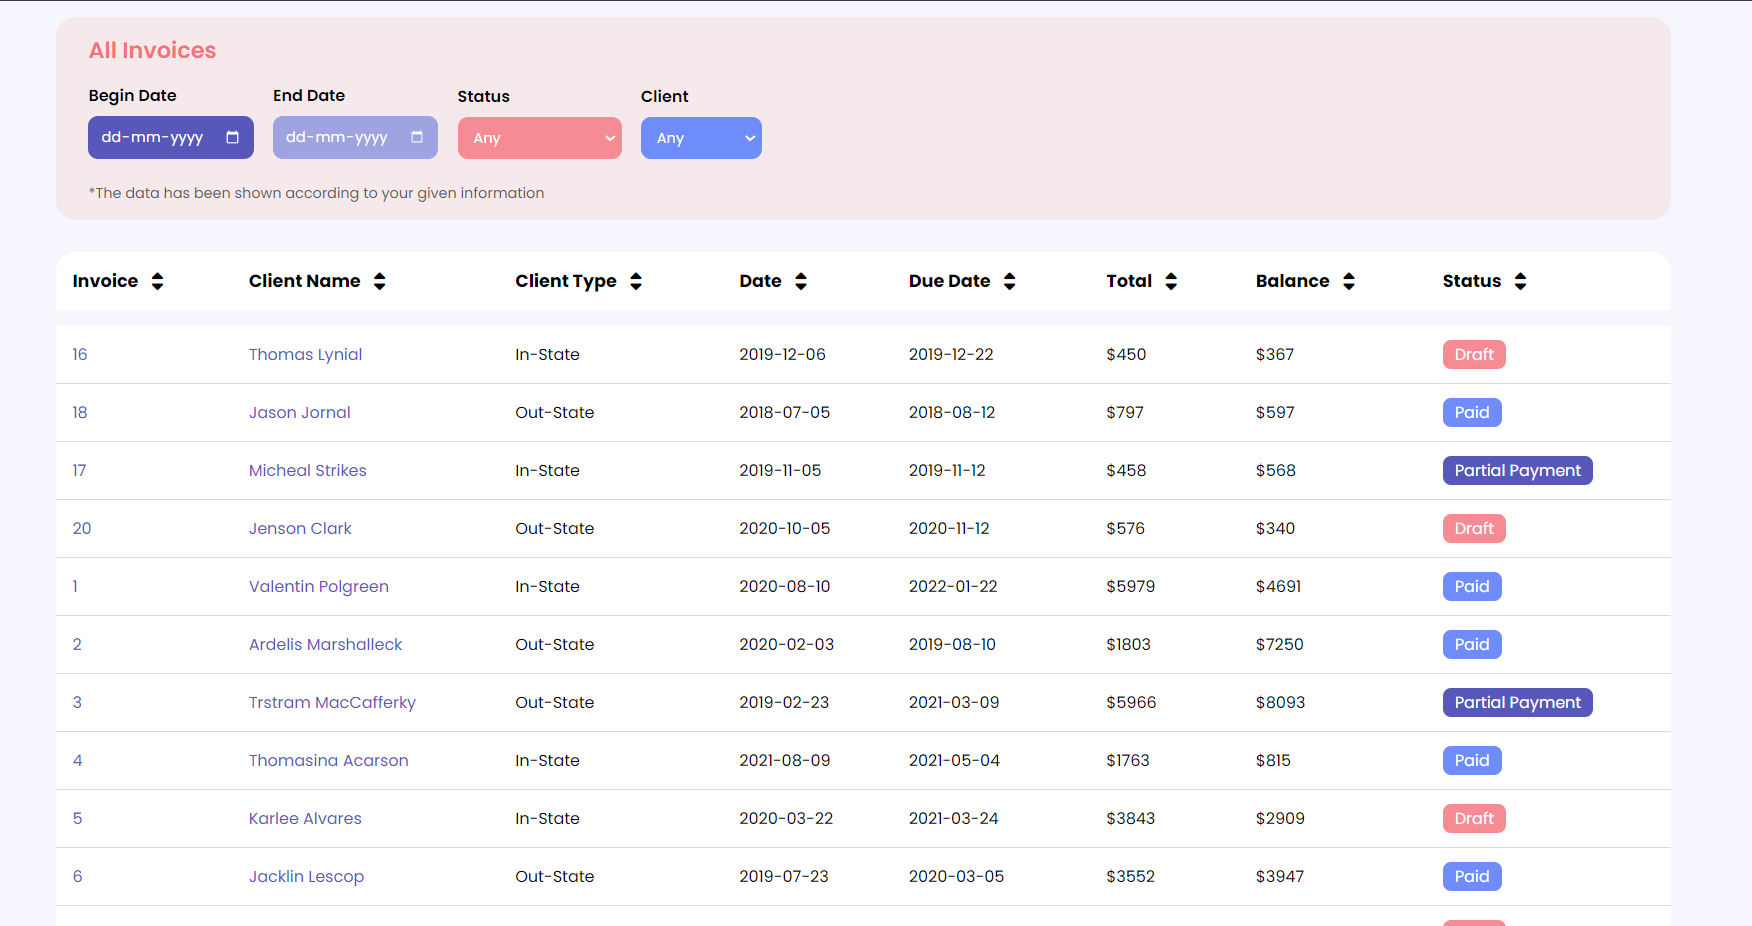 All Invoices
Begin Date End Date Status Client
dd-mm-yyyy dd-mm-yyyy Any Any
*The data has been shown according to your given information
Invoice Client Name Client Type Date Due Date Total Balance Status
16 Thomas Lynial In-State 2019-12-06 2019-12-22 $450 $367 Draft
18 Jason Jornal Out-State 2018-07-05 2018-08-12 $797 $597 Paid
17 Micheal Strikes In-State 2019-11-05 2019-11-12 $458 $568 Partial Payment
20 Jenson Clark Out-State 2020-10-05 2020-11-12 $576 $340 Draft
1 Valentin Polgreen In-State 2020-08-10 2022-01-22 $5979 $4691 Paid
2 Ardelis Marshalleck Out-State 2020-02-03 2019-08-10 $1803 $7250 Paid
3 Trstram MacCafferky Out-State 2019-02-23 2021-03-09 $5966 $8093 Partial Payment
4 Thomasina Acarson In-State 2021-08-09 2021-05-04 $1763 $815 Paid
5 Karlee Alvares In-State 2020-03-22 2021-03-24 $3843 $2909 Draft
6 Jacklin Lescop Out-State 2019-07-23 2020-03-05 $3552 $3947 Paid